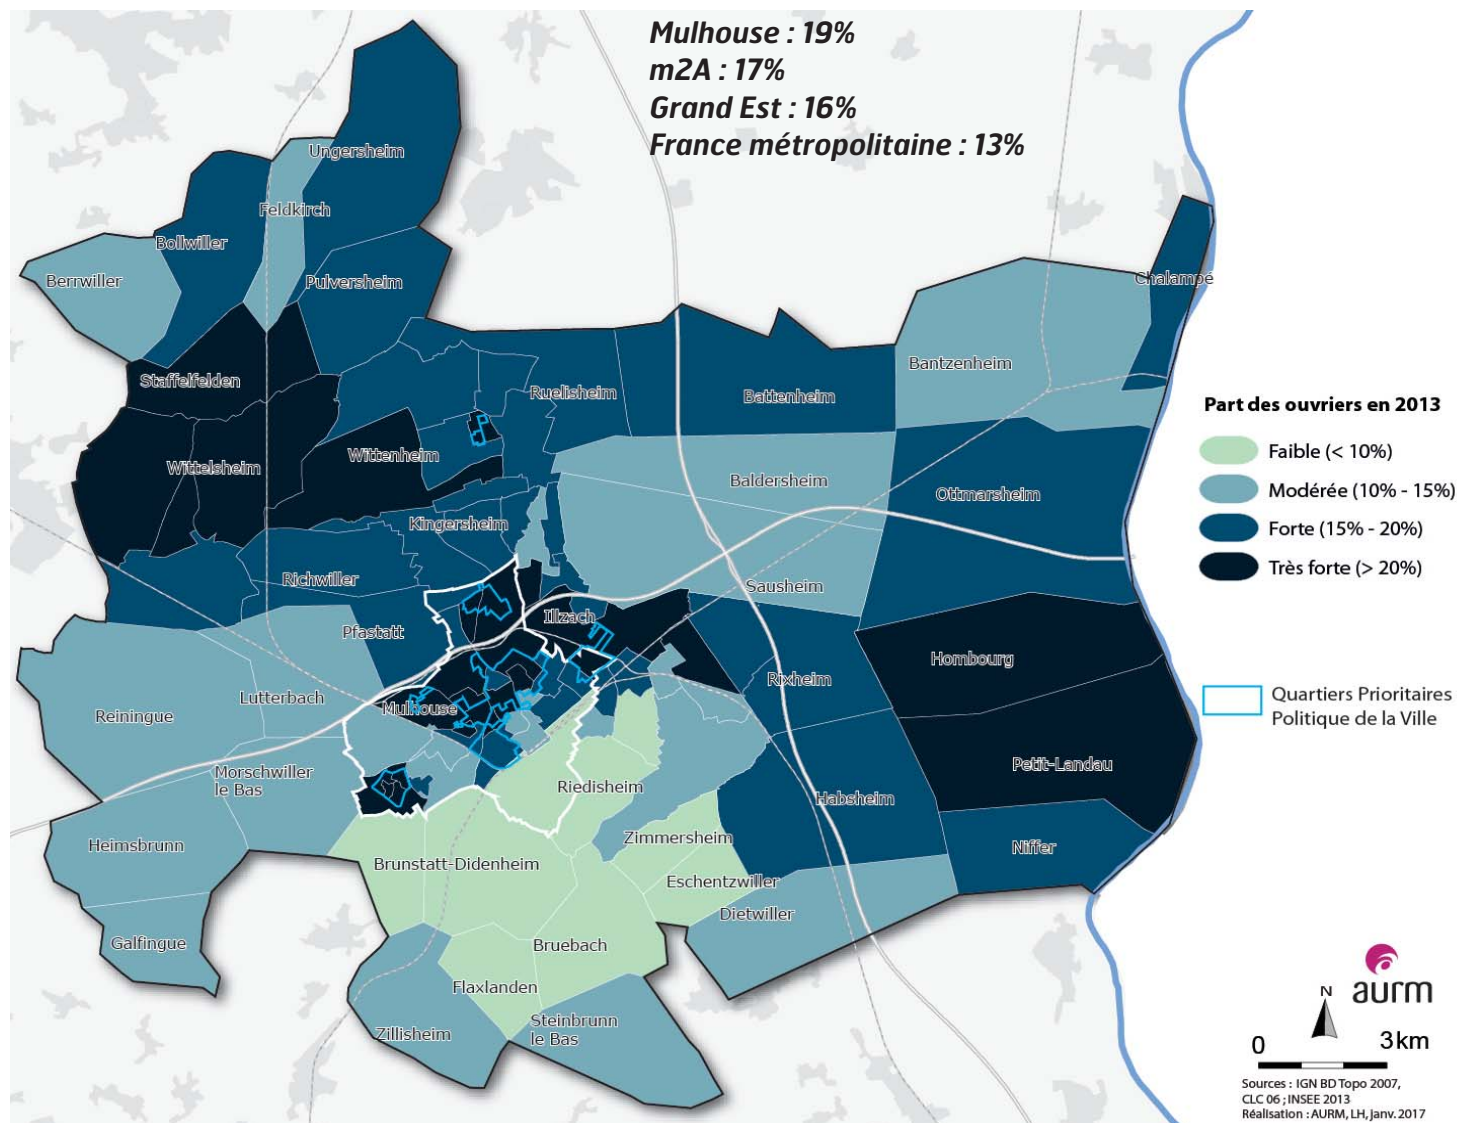 Mulhouse : 19%
m2A : 17%
Grand Est : 16%
France métropolitaine : 13%
Ungersheim
Feldkirch
Bollwiller
Berrwiller
Pulversheim
Chalampé
Bantzenheim
Staffelfelden
Ruelisheim
Battenheim
Wittelsheim
Wittenheim
Baldersheim
Ottmarsheim
Kingersheim
Richwiller
Sausheim
Illzach
Pfastatt
Hombourg
Rixheim
Lutterbach
Reiningue
Mulhouse
Morschwiller
le Bas
Riedisheim
Petit-Landau
Habsheim
Heimsbrunn
Zimmersheim
Niffer
Brunstatt-Didenheim
Eschentzwiller
Dietwiller
Galfingue
Bruebach
Flaxlanden
Steinbrunn
le Bas
Zillisheim
Part des ouvriers en 2013
Faible (< 10%)
Modérée (10% - 15%)
Forte (15% - 20%)
Très forte (> 20%)
Quartiers Prioritaires
Politique de la Ville
aurm
N
0 3 km
Sources : IGN BD Topo 2007,
CLC 06 ; INSEE 2013
Réalisation : AURM, LH, janv. 2017